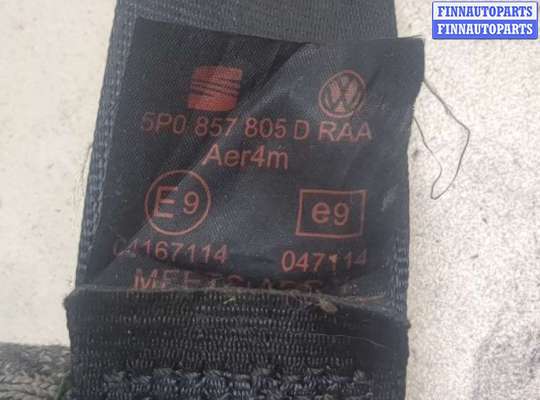 FINNAUTOPARTS
FINNAUTOPARTS
5P0 857 805 D RAA
Aer4m
E9 e9
04167114 047114